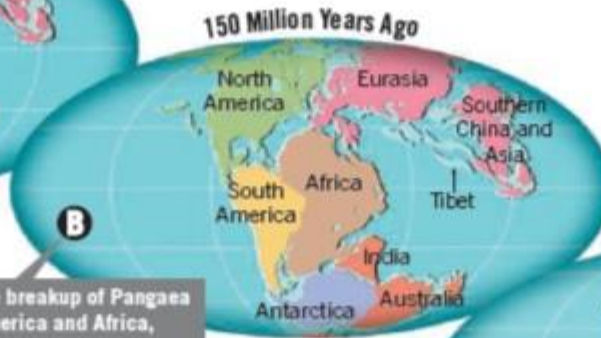 150 Million Years Ago
North
America
Eurasia
Southern
China and
Asia
Tibet
South
America
Africa
India
Antarctica
Australia
B
breakup of Pangaea
and Africa,